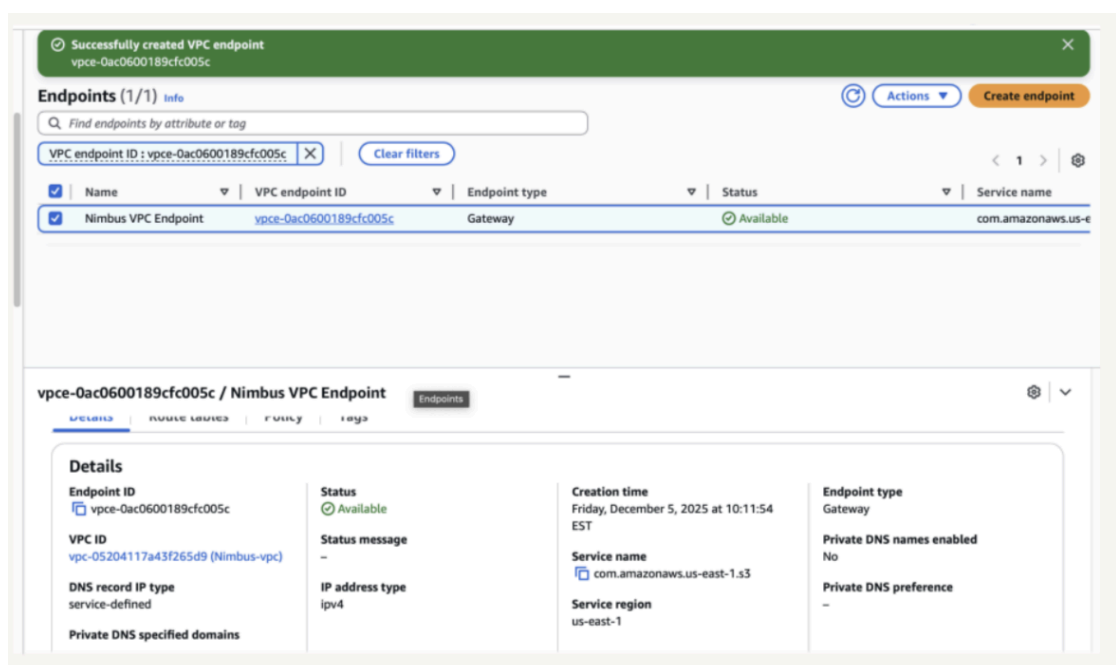 Successfully created VPC endpoint
vpce-0ac0600189cfc005c
Endpoints (1/1) Info
Actions
Create endpoint
Find endpoints by attribute or tag
VPC endpoint ID : vpce-0ac0600189cfc005c
Clear filters
1
Name
VPC endpoint ID
Endpoint type
Status
Service name
Nimbus VPC Endpoint
vpce-0ac0600189cfc005c
Gateway
Available
com.amazonaws.us-e
vpce-0ac0600189cfc005c / Nimbus VPC Endpoint
Endpoints
Details
Route tables
Policy
Tags
Details
Endpoint ID
vpce-0ac0600189cfc005c
VPC ID
vpc-05204117a43f265d9 (Nimbus-vpc)
DNS record IP type
service-defined
Private DNS specified domains
Status
Available
Status message
–
IP address type
ipv4
Creation time
Friday, December 5, 2025 at 10:11:54
EST
Service name
com.amazonaws.us-east-1.s3
Service region
us-east-1
Endpoint type
Gateway
Private DNS names enabled
No
Private DNS preference
–